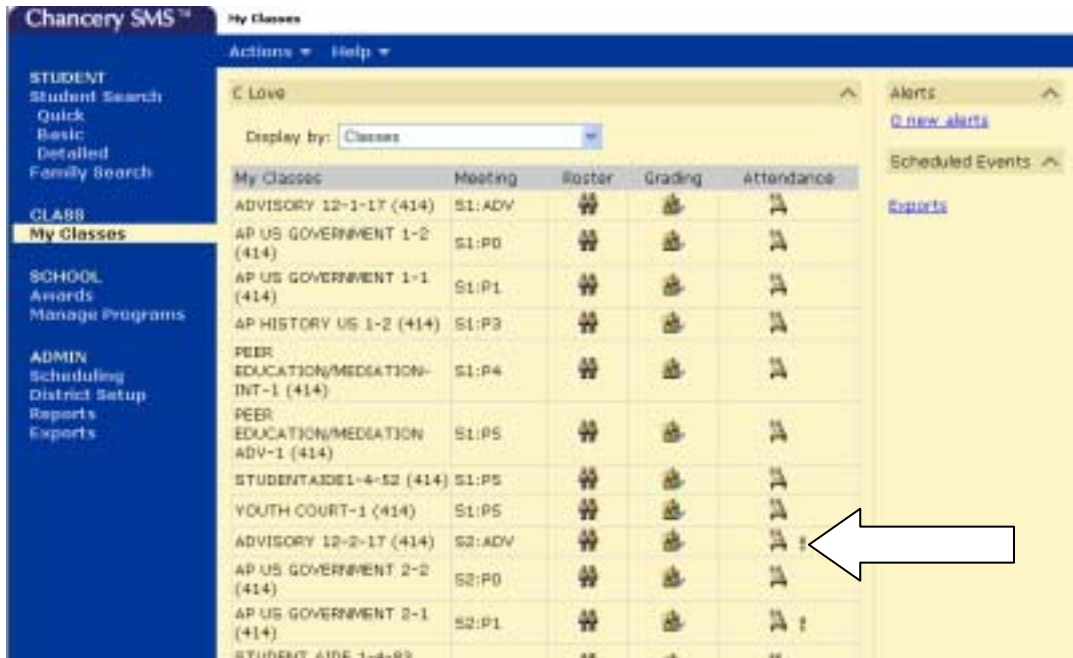 Chancery SMS™
My Classes
Actions Help
STUDENT
Student Search
Quick
Basic
Detailed
Family Search
CLASS
My Classes
SCHOOL
Awards
Manage Programs
ADMIN
Scheduling
District Setup
Reports
Exports
C Love
Display by: Classes
My Classes Meeting Roster Grading Attendance
ADVISORY 12-1-17 (414) S1:ADV
AP US GOVERNMENT 1-2
(414) S1:P0
AP US GOVERNMENT 1-1
(414) S1:P1
AP HISTORY US 1-2 (414) S1:P3
PEER
EDUCATION/MEDIATION- S1:P4
INT-1 (414)
PEER
EDUCATION/MEDIATION S1:P5
ADV-1 (414)
STUDENTAIDE1-4-52 (414) S1:P5
YOUTH COURT-1 (414) S1:P5
ADVISORY 12-2-17 (414) S2:ADV !
AP US GOVERNMENT 2-2
(414) S2:P0
AP US GOVERNMENT 2-1
(414) S2:P1 !
STUDENT AIDE 1-4-83
Alerts
0 new alerts
Scheduled Events
Exports